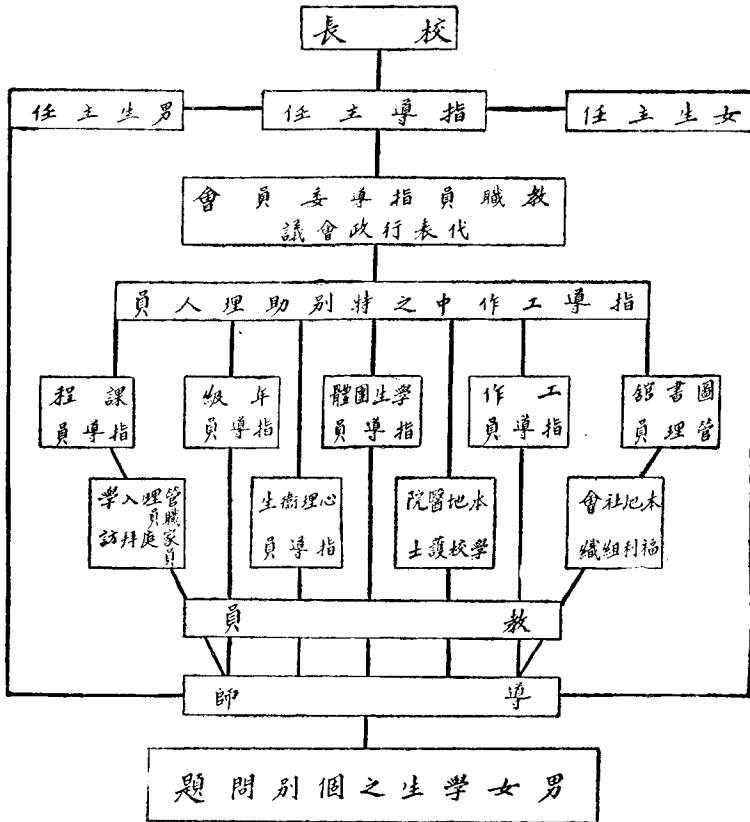 校長
女生主任
指導主任
男生主任
教職員指導委員會
代表行政會議
指導工作中之特別助理人員
圖書舘
管理員
工作
指導員
學生團體
指導員
年級
指導員
課程
指導員
本地社會
福利組織
本地醫院
學校護士
心理衞生
指導員
管理入學
職員
家庭拜訪
員
教員
導師
男女學生之個別問題